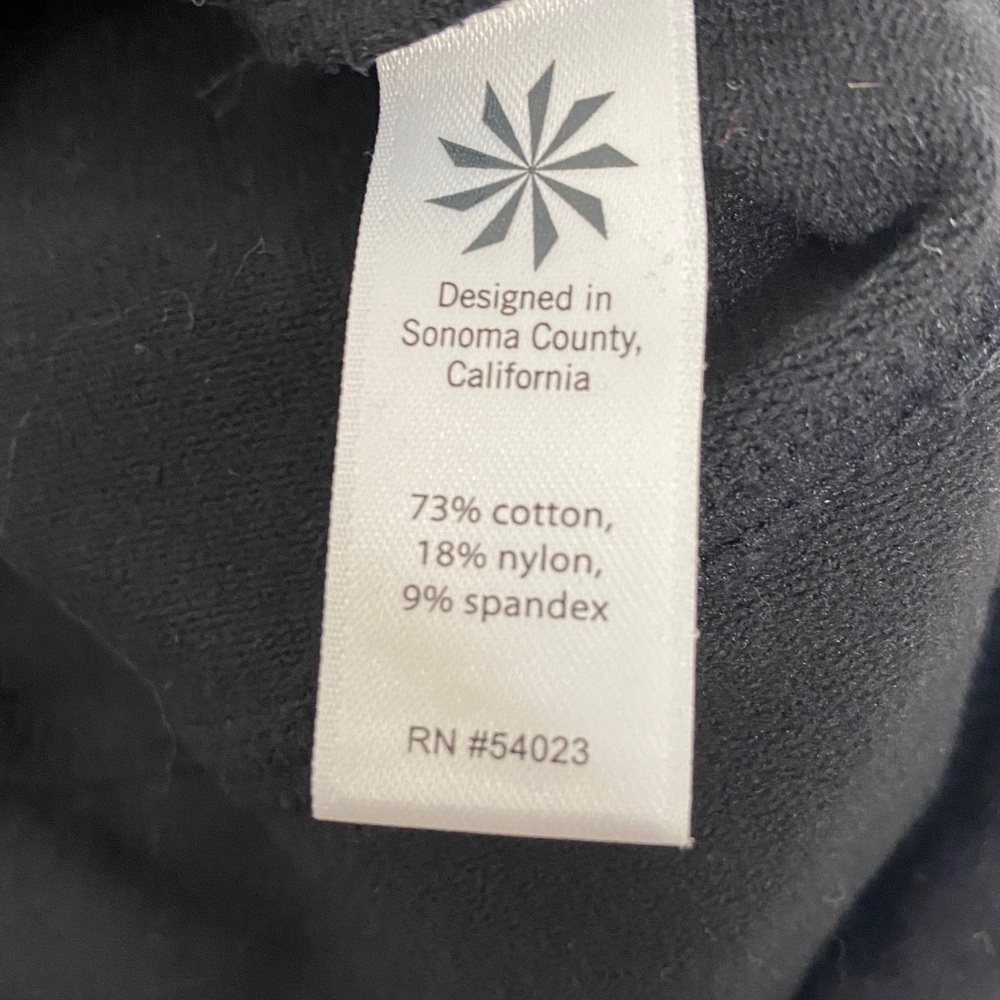 Designed in
Sonoma County,
California
73% cotton,
18% nylon,
9% spandex
RN #54023